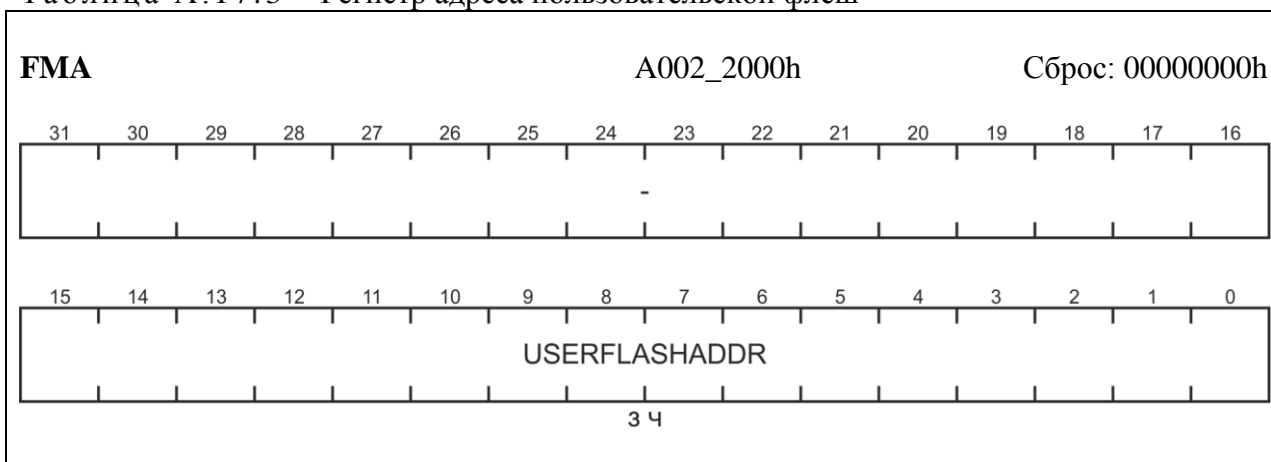 Таблица А.17.3 – Регистр адреса пользовательской флеш
FMA A002_2000h Сброс: 00000000h
31 30 29 28 27 26 25 24 23 22 21 20 19 18 17 16
-
15 14 13 12 11 10 9 8 7 6 5 4 3 2 1 0
USERFLASHADDR
З Ч